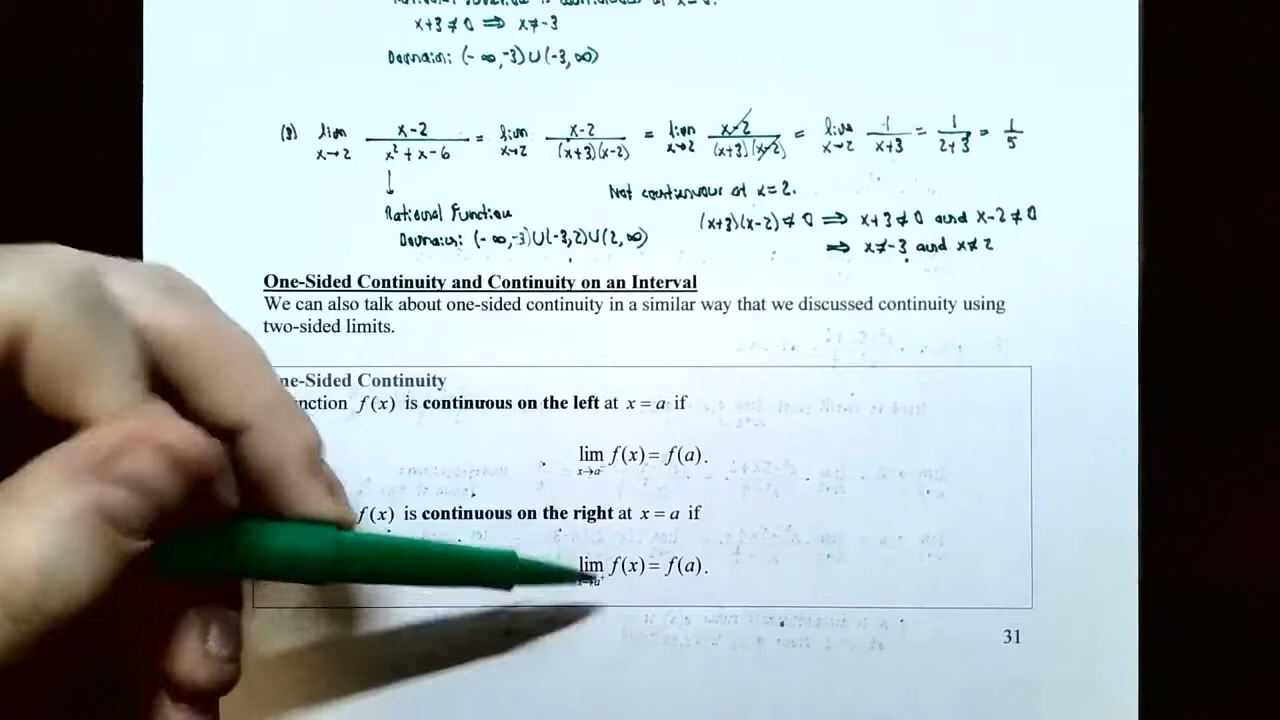 x+3≠0 ⟹ x≠-3
Domain: (-∞,-3)∪(-3,∞)
(3) lim x→2 x-2 / x²+x-6 = lim x→2 x-2 / (x+3)(x-2) = lim x→2 x-2 / (x+3)(x-2) = lim x→2 1 / x+3 = 1 / 2+3 = 1/5
↓ Not continuous at x=2.
Rational Function (x+3)(x-2)≠0 ⟹ x+3≠0 and x-2≠0
Domain: (-∞,-3)∪(-3,2)∪(2,∞) ⟹ x≠-3 and x≠2
One-Sided Continuity and Continuity on an Interval
We can also talk about one-sided continuity in a similar way that we discussed continuity using
two-sided limits.
ne-Sided Continuity
nction f(x) is continuous on the left at x = a if
lim x→a⁻ f(x) = f(a).
f(x) is continuous on the right at x = a if
lim x→a⁺ f(x) = f(a).
31